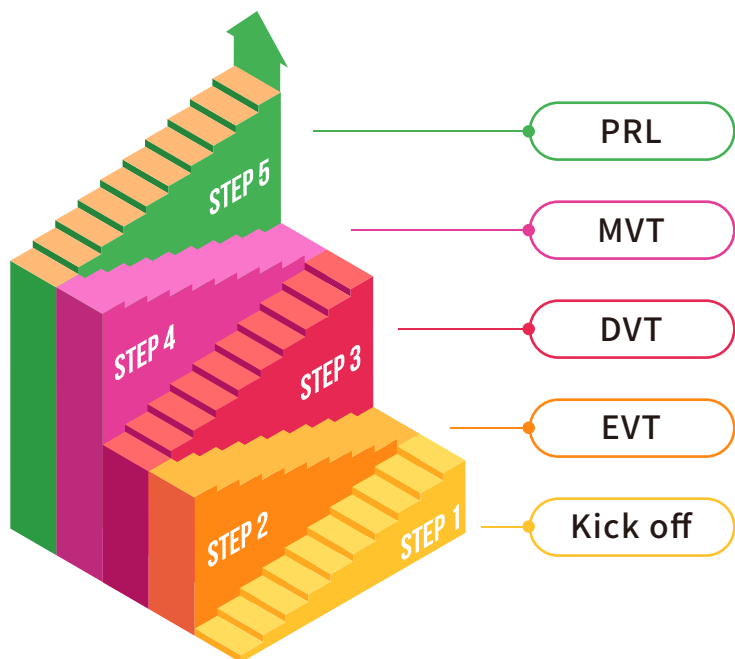 STEP 5
PRL
STEP 4
MVT
STEP 3
DVT
STEP 2
EVT
STEP 1
Kick off